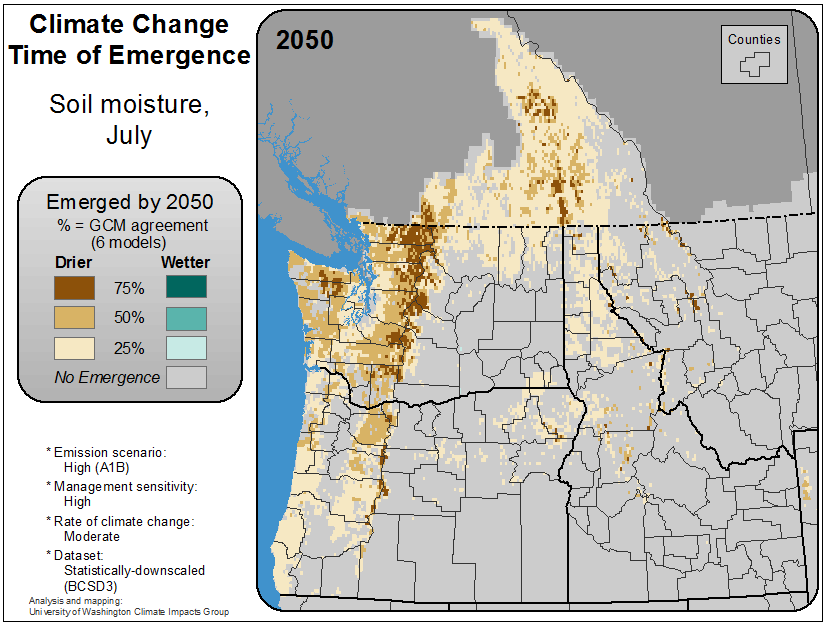 Climate Change
Time of Emergence
Soil moisture,
July
Emerged by 2050
% = GCM agreement
(6 models)
Drier Wetter
75%
50%
25%
No Emergence
* Emission scenario:
High (A1B)
* Management sensitivity:
High
* Rate of climate change:
Moderate
* Dataset:
Statistically-downscaled
(BCSD3)
Analysis and mapping:
University of Washington Climate Impacts Group
2050
Counties